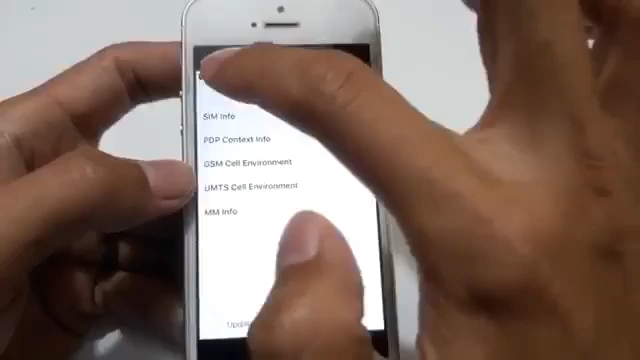 SIM Info
PDP Context Info
GSM Cell Environment
UMTS Cell Environment
MM Info